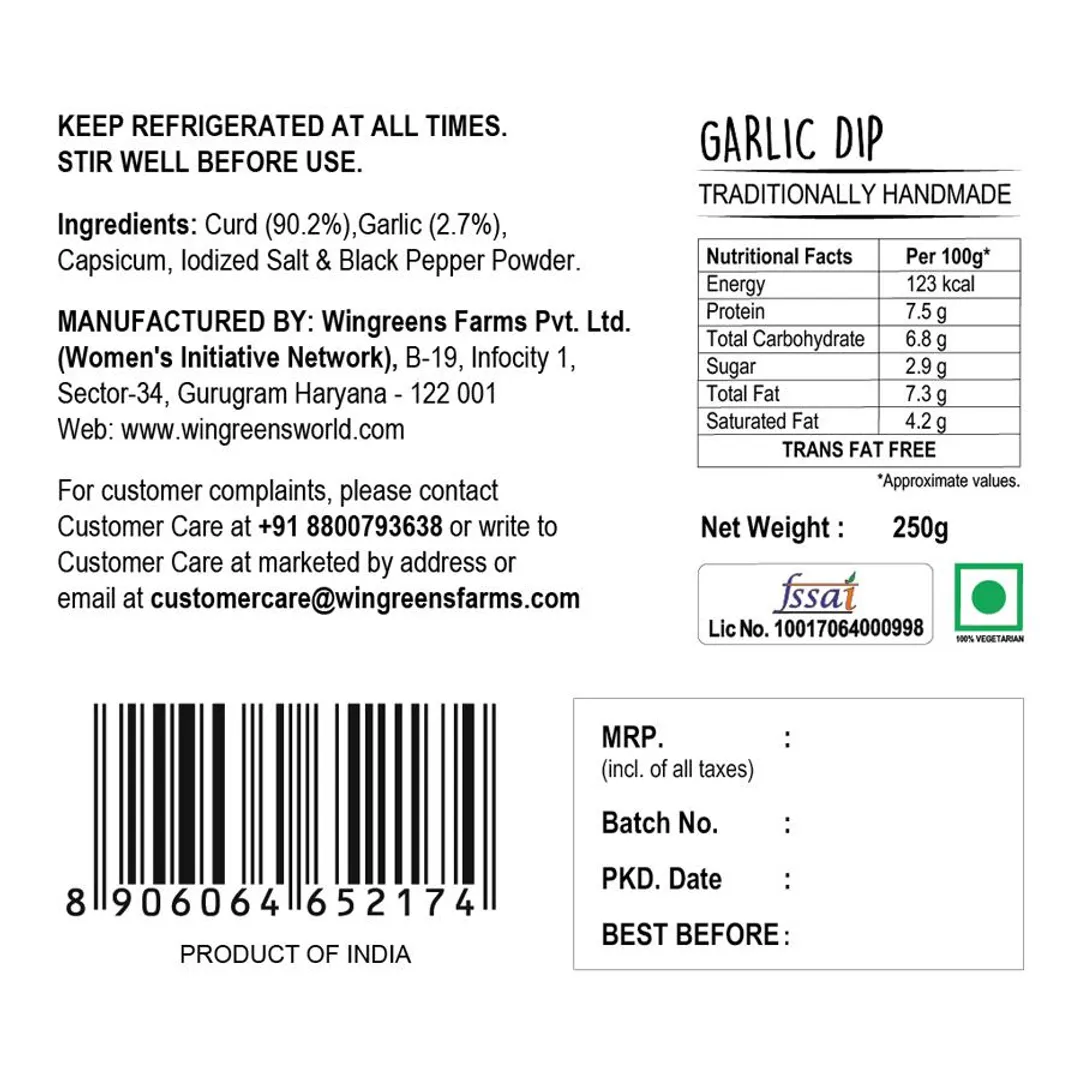 KEEP REFRIGERATED AT ALL TIMES.
STIR WELL BEFORE USE.
Ingredients: Curd (90.2%),Garlic (2.7%),
Capsicum, Iodized Salt & Black Pepper Powder.
MANUFACTURED BY: Wingreens Farms Pvt. Ltd.
(Women's Initiative Network), B-19, Infocity 1,
Sector-34, Gurugram Haryana - 122 001
Web: www.wingreensworld.com
For customer complaints, please contact
Customer Care at +91 8800793638 or write to
Customer Care at marketed by address or
email at customercare@wingreensfarms.com
GARLIC DIP
TRADITIONALLY HANDMADE
Nutritional Facts Per 100g*
Energy 123 kcal
Protein 7.5 g
Total Carbohydrate 6.8 g
Sugar 2.9 g
Total Fat 7.3 g
Saturated Fat 4.2 g
TRANS FAT FREE
*Approximate values.
Net Weight : 250g
fssai
Lic No. 10017064000998
100% VEGETARIAN
8 906064 652174
PRODUCT OF INDIA
MRP. :
(incl. of all taxes)
Batch No. :
PKD. Date :
BEST BEFORE :